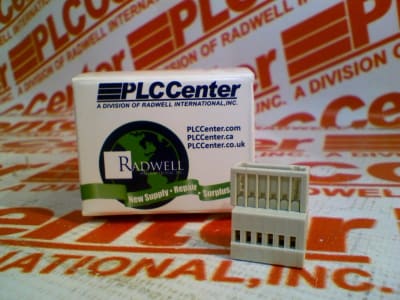 PLCCenter
A DIVISION OF RADWELL INTERNATIONAL, INC.
PLCCenter.com
PLCCenter.ca
PLCCenter.co.uk
RADWELL
New Supply • Repair • Surplus
PLCCenter
A DIVISION OF RADWELL INTERNATIONAL, INC.